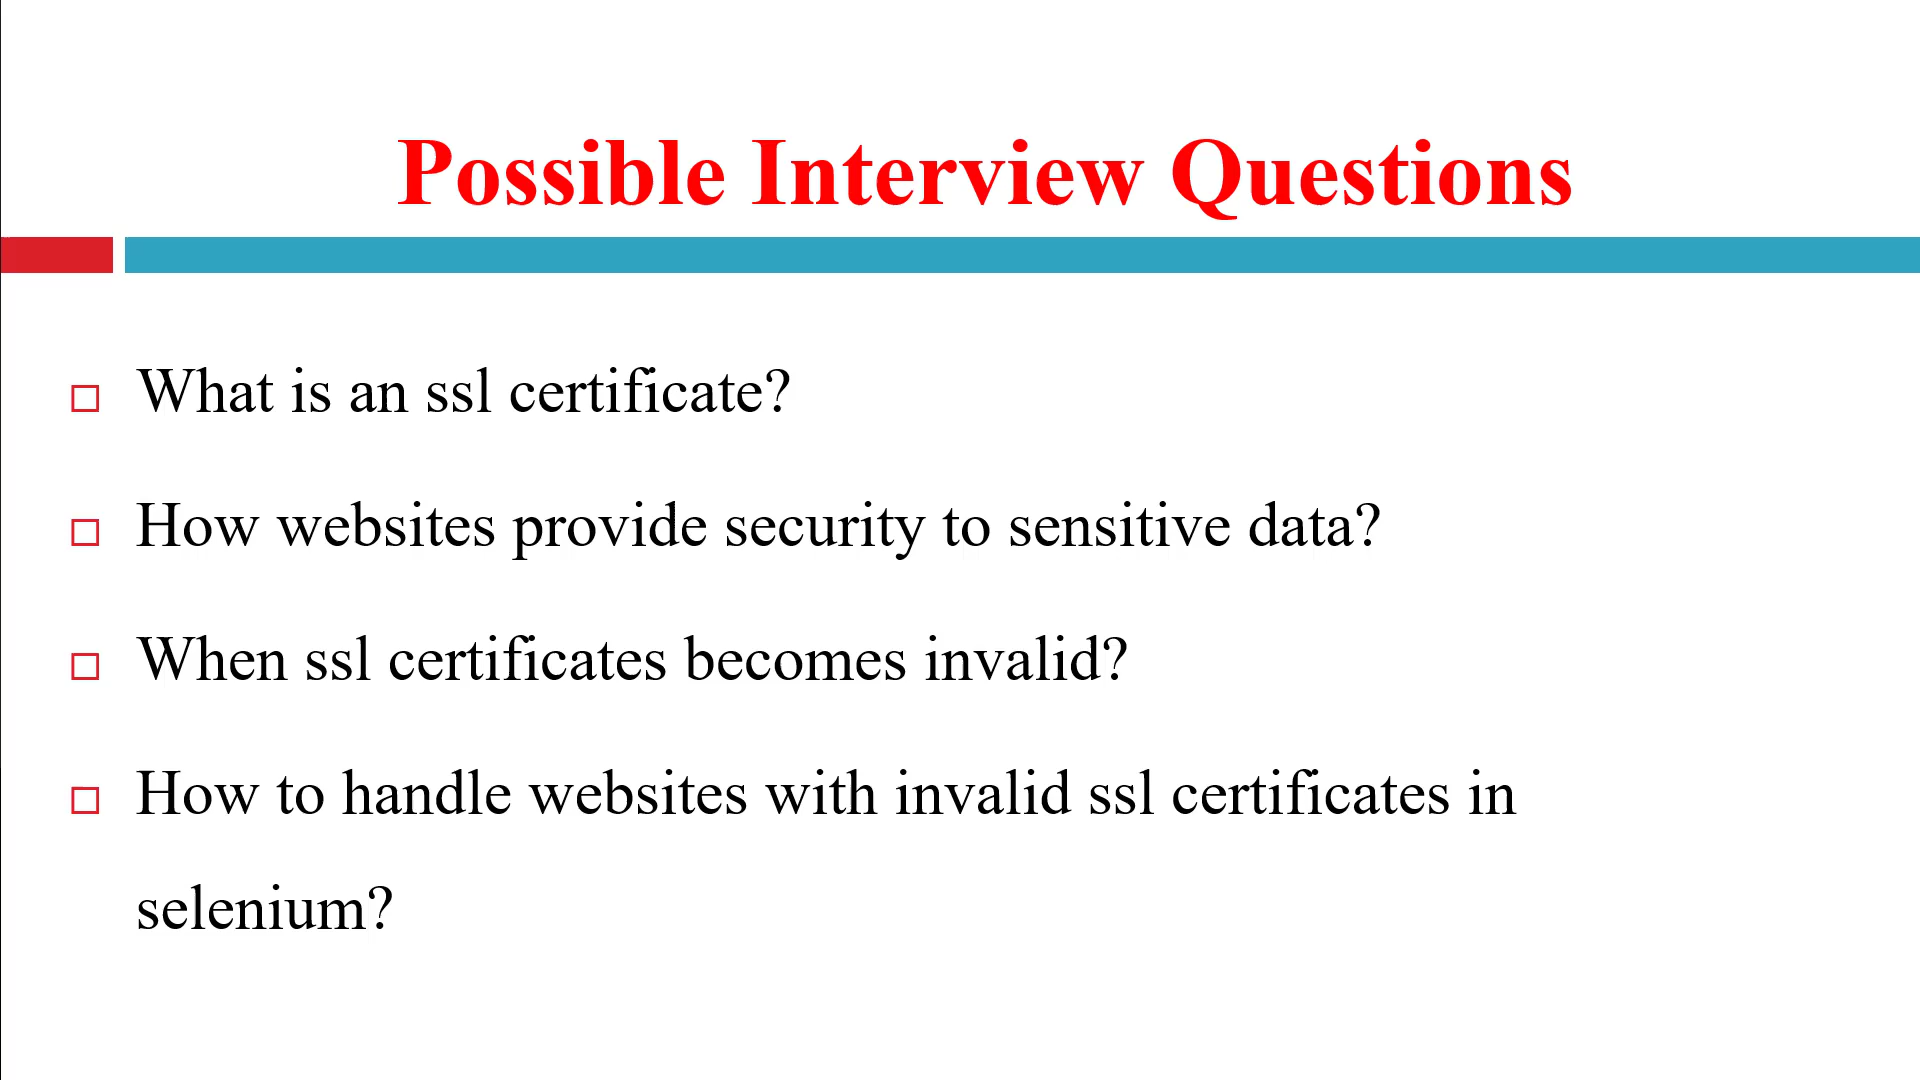 Possible Interview Questions
What is an ssl certificate?
How websites provide security to sensitive data?
When ssl certificates becomes invalid?
How to handle websites with invalid ssl certificates in
selenium?